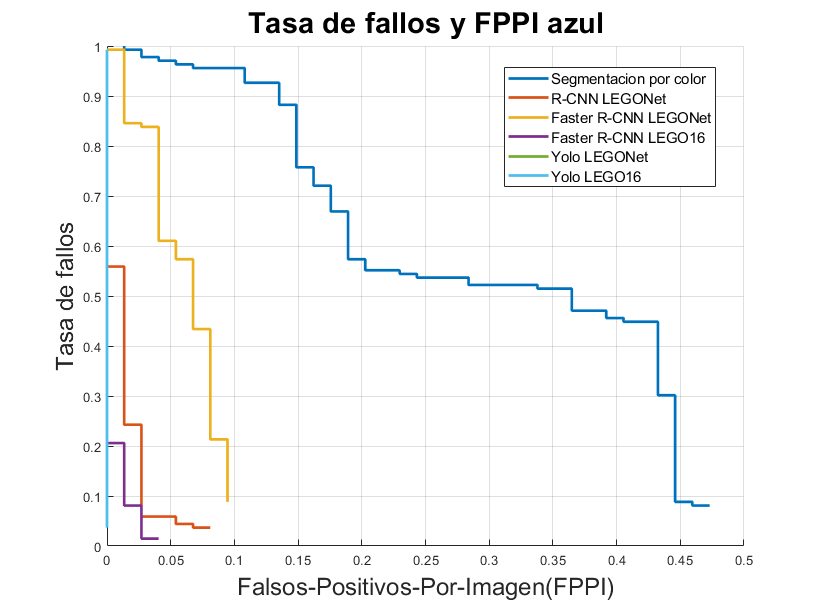 Tasa de fallos y FPPI azul
Tasa de fallos
1
0.9
0.8
0.7
0.6
0.5
0.4
0.3
0.2
0.1
0
Segmentacion por color
R-CNN LEGONet
Faster R-CNN LEGONet
Faster R-CNN LEGO16
Yolo LEGONet
Yolo LEGO16
0 0.05 0.1 0.15 0.2 0.25 0.3 0.35 0.4 0.45 0.5
Falsos-Positivos-Por-Imagen(FPPI)